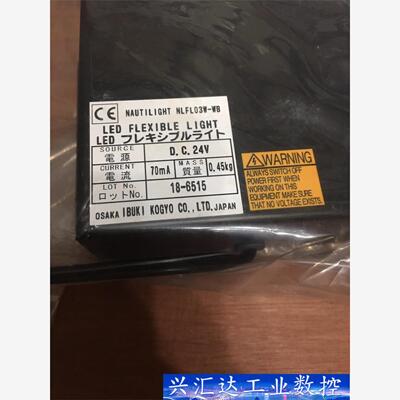 CE NAUTILIGHT NLFL03W-WB
LED FLEXIBLE LIGHT
LED フレキシブルライト
SOURCE 電源 D.C. 24V
CURRENT 電流 70mA MASS 質量 0.45kg
LOT No. ロットNo. 18-6515
OSAKA IBUKI KOGYO CO.,LTD.JAPAN
WARNING
ALWAYS SWITCH OFF
POWER FIRST! AND ON
EQUIPMENT MAKE SURE
THAT NO VOLTAGE EXISTS.
兴汇达工业数控